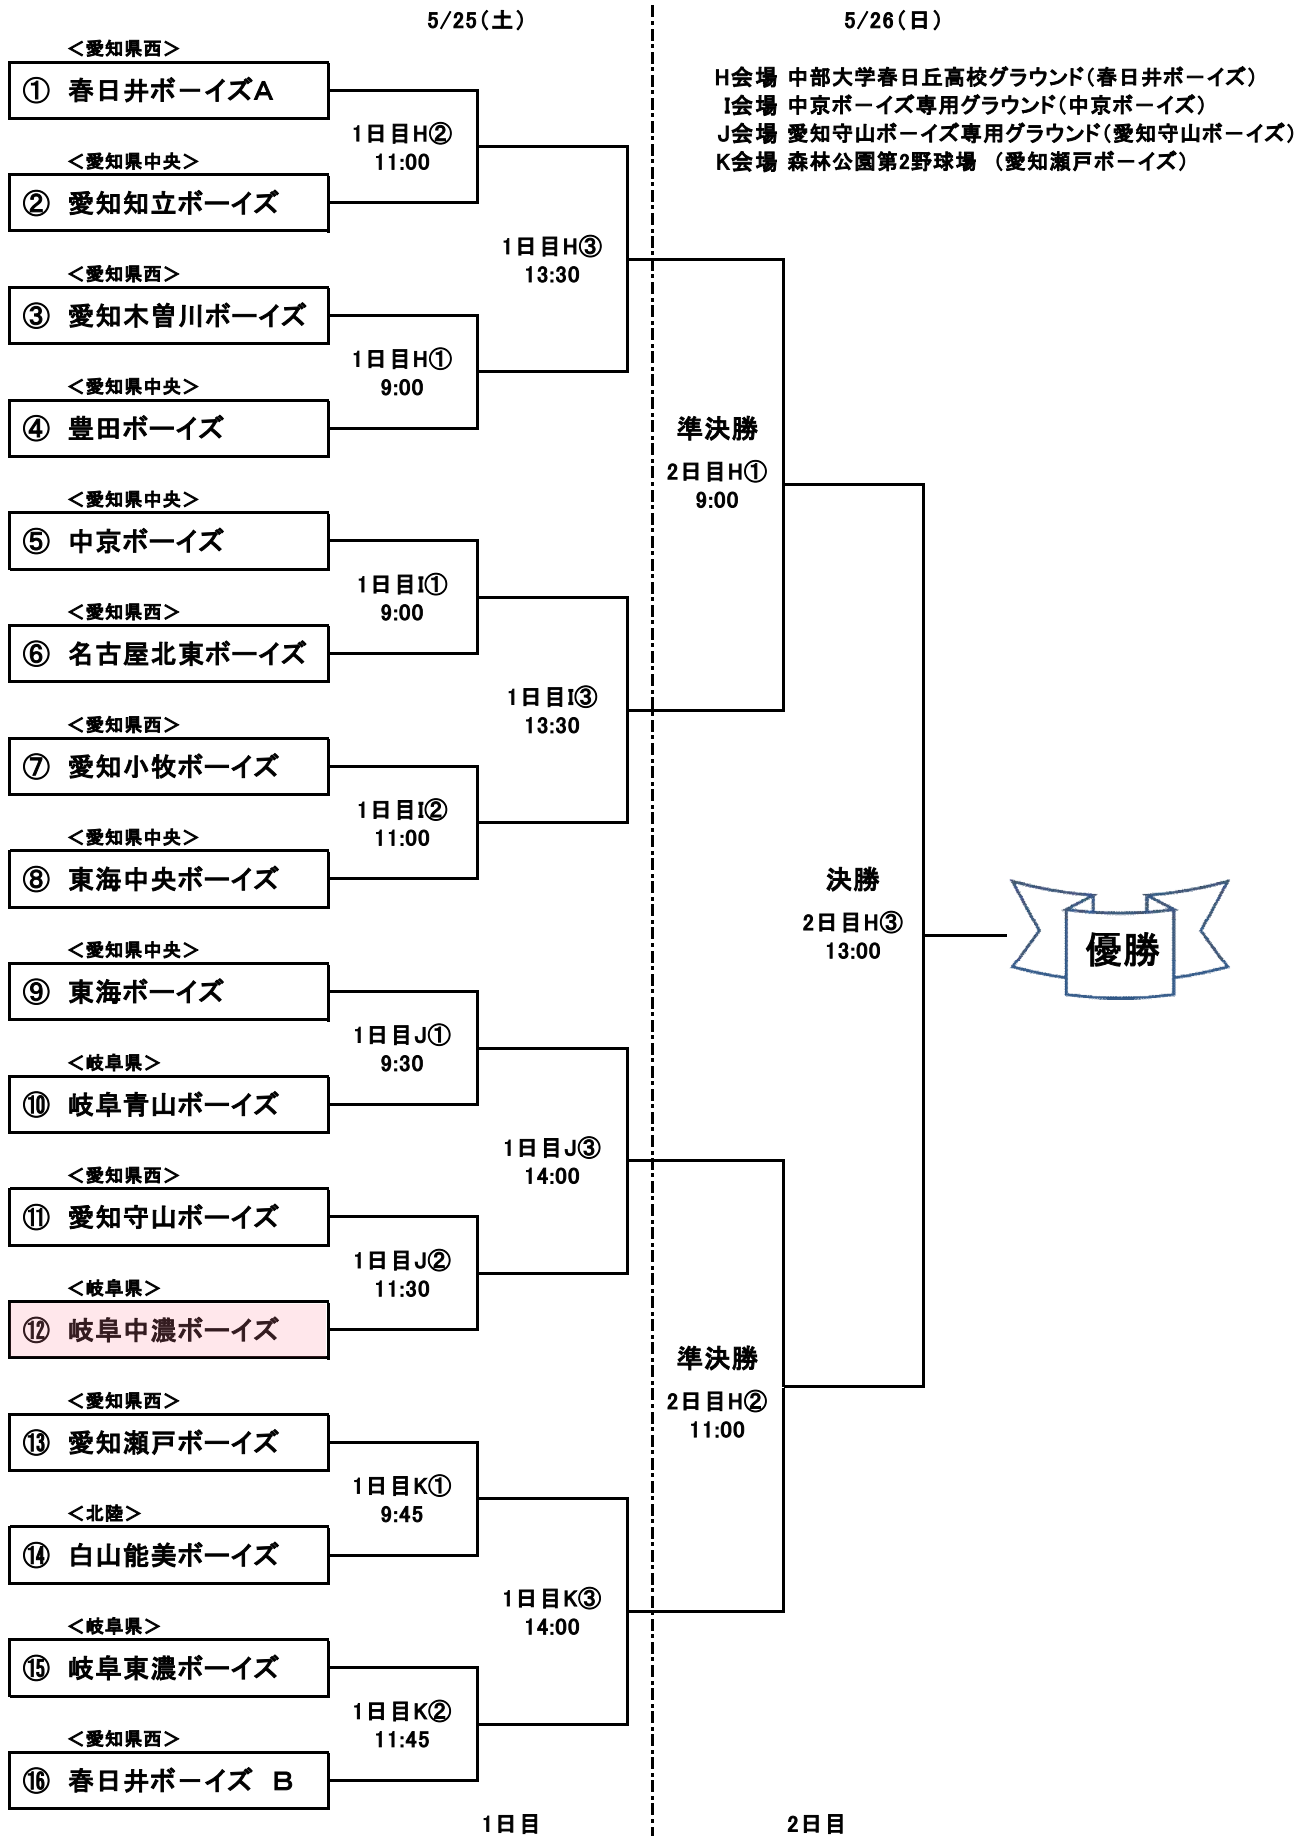 5/25(土)
5/26(日)
H会場 中部大学春日丘高校グラウンド(春日井ボーイズ)
I会場 中京ボーイズ専用グラウンド(中京ボーイズ)
J会場 愛知守山ボーイズ専用グラウンド(愛知守山ボーイズ)
K会場 森林公園第2野球場 (愛知瀬戸ボーイズ)
<愛知県西>
① 春日井ボーイズA
1日目H②
11:00
<愛知県中央>
② 愛知知立ボーイズ
1日目H③
13:30
<愛知県西>
③ 愛知木曽川ボーイズ
1日目H①
9:00
<愛知県中央>
④ 豊田ボーイズ
準決勝
2日目H①
9:00
<愛知県中央>
⑤ 中京ボーイズ
1日目I①
9:00
<愛知県西>
⑥ 名古屋北東ボーイズ
1日目I③
13:30
<愛知県西>
⑦ 愛知小牧ボーイズ
1日目I②
11:00
<愛知県中央>
⑧ 東海中央ボーイズ
決勝
2日目H③
13:00
優勝
<愛知県中央>
⑨ 東海ボーイズ
1日目J①
9:30
<岐阜県>
⑩ 岐阜青山ボーイズ
1日目J③
14:00
<愛知県西>
⑪ 愛知守山ボーイズ
1日目J②
11:30
<岐阜県>
⑫ 岐阜中濃ボーイズ
準決勝
2日目H②
11:00
<愛知県西>
⑬ 愛知瀬戸ボーイズ
1日目K①
9:45
<北陸>
⑭ 白山能美ボーイズ
1日目K③
14:00
<岐阜県>
⑮ 岐阜東濃ボーイズ
1日目K②
11:45
<愛知県西>
⑯ 春日井ボーイズ B
1日目
2日目